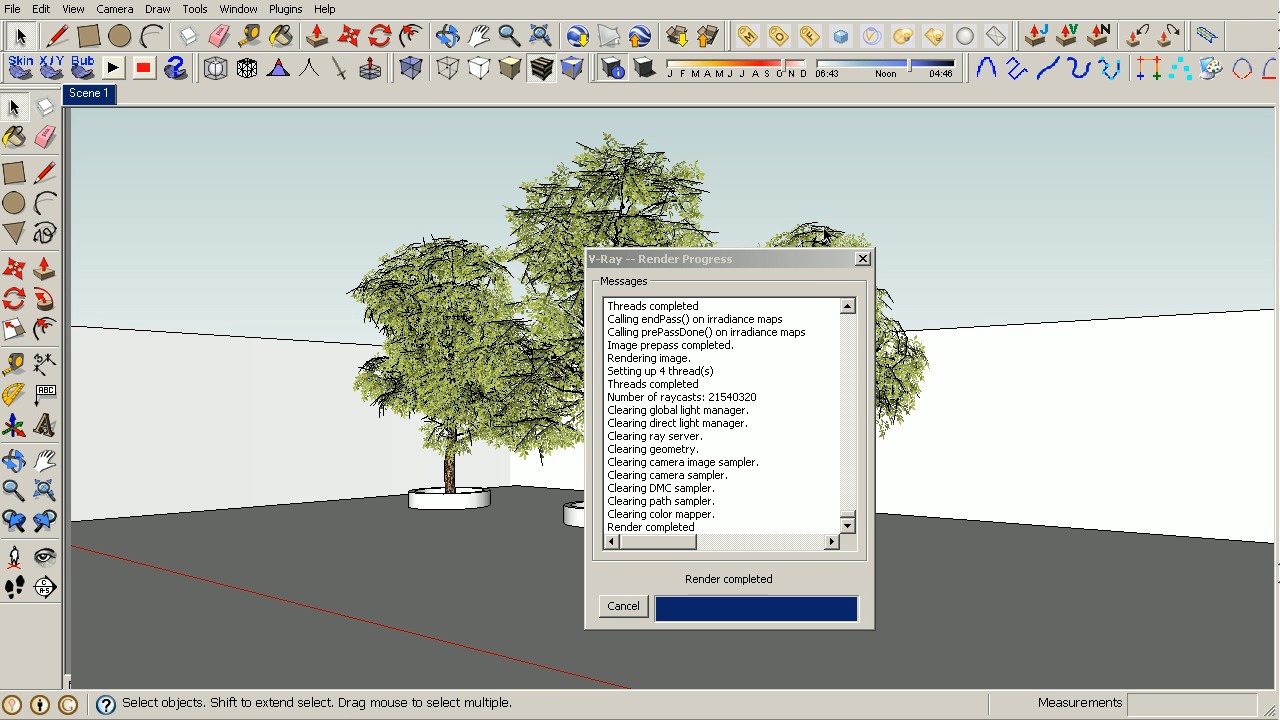 File Edit View Camera Draw Tools Window Plugins Help
Skin X/Y Bub
J F M A M J J A S O N D 06:43 Noon 04:46
Scene 1
V-Ray -- Render Progress
Messages
Threads completed
Calling endPass() on irradiance maps
Calling prePassDone() on irradiance maps
Image prepass completed.
Rendering image.
Setting up 4 thread(s)
Threads completed
Number of raycasts: 21540320
Clearing global light manager.
Clearing direct light manager.
Clearing ray server.
Clearing geometry.
Clearing camera image sampler.
Clearing camera sampler.
Clearing DMC sampler.
Clearing path sampler.
Clearing color mapper.
Render completed
Render completed
Cancel
ABC
Select objects. Shift to extend select. Drag mouse to select multiple.
Measurements